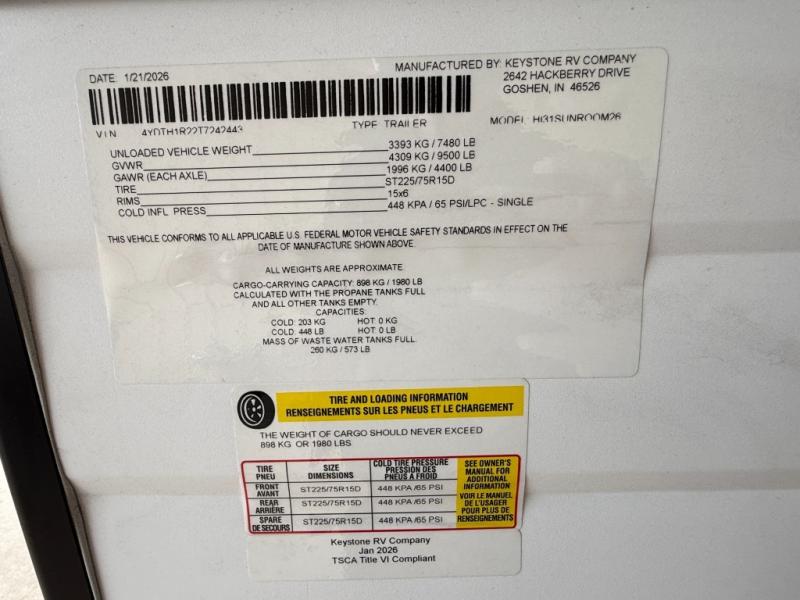 DATE: 1/21/2026
MANUFACTURED BY: KEYSTONE RV COMPANY
2642 HACKBERRY DRIVE
GOSHEN, IN 46526
VIN 4YDTH1R22T7242443 TYPE: TRAILER MODEL: HI31SUNROOM26
UNLOADED VEHICLE WEIGHT 3393 KG / 7480 LB
GVWR 4309 KG / 9500 LB
GAWR (EACH AXLE) 1996 KG / 4400 LB
TIRE ST225/75R15D
RIMS 15x6
COLD INFL PRESS 448 KPA / 65 PSI/LPC - SINGLE
THIS VEHICLE CONFORMS TO ALL APPLICABLE U.S. FEDERAL MOTOR VEHICLE SAFETY STANDARDS IN EFFECT ON THE
DATE OF MANUFACTURE SHOWN ABOVE.
ALL WEIGHTS ARE APPROXIMATE
CARGO-CARRYING CAPACITY: 898 KG / 1980 LB
CALCULATED WITH THE PROPANE TANKS FULL
AND ALL OTHER TANKS EMPTY.
CAPACITIES:
COLD: 203 KG HOT: 0 KG
COLD: 448 LB HOT: 0 LB
MASS OF WASTE WATER TANKS FULL.
260 KG / 573 LB
TIRE AND LOADING INFORMATION
RENSEIGNEMENTS SUR LES PNEUS ET LE CHARGEMENT
THE WEIGHT OF CARGO SHOULD NEVER EXCEED
898 KG OR 1980 LBS
TIRE
PNEU
SIZE
DIMENSIONS
COLD TIRE PRESSURE
PRESSION DES
PNEUS A FROID
FRONT
AVANT
ST225/75R15D
448 KPA /65 PSI
REAR
ARRIÈRE
ST225/75R15D
448 KPA /65 PSI
SPARE
DE SECOURS
ST225/75R15D
448 KPA /65 PSI
SEE OWNER'S
MANUAL FOR
ADDITIONAL
INFORMATION
VOIR LE MANUEL
DE L'USAGER
POUR PLUS DE
RENSEIGNEMENTS
Keystone RV Company
Jan 2026
TSCA Title VI Compliant